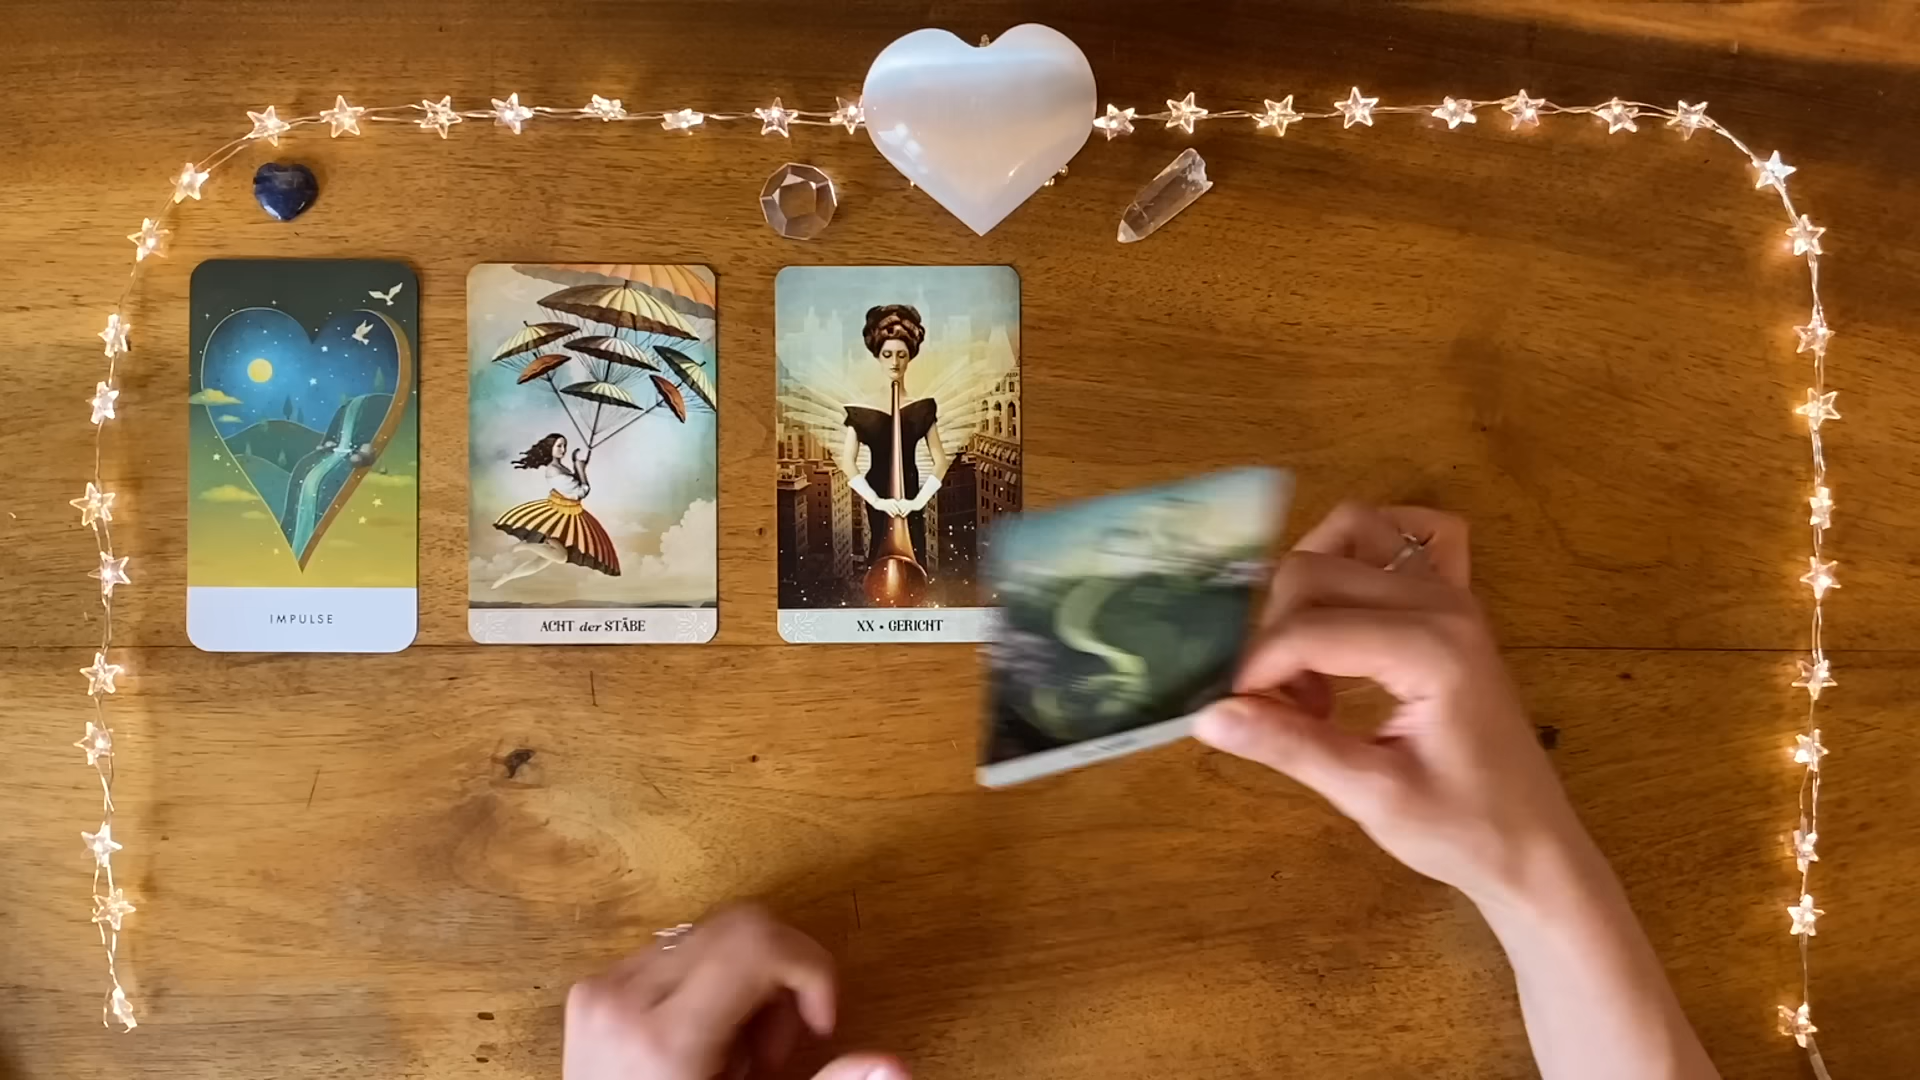 IMPULSE
ACHT der STÄBE
XX • GERICHT